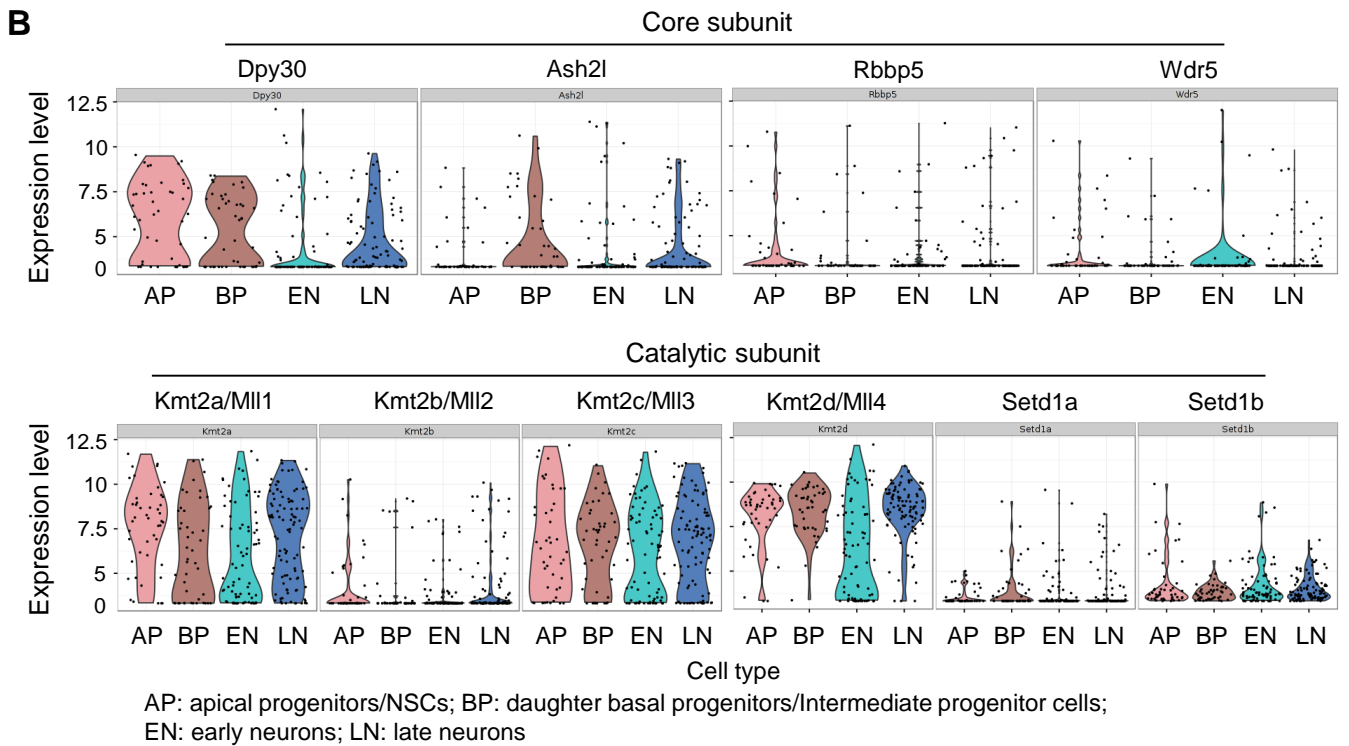 B
Core subunit
Dpy30 Ash2l Rbbp5 Wdr5
Dpy30 Ash2l Rbbp5 Wdr5
Expression level
12.5
10
7.5
5
0
AP BP EN LN AP BP EN LN AP BP EN LN AP BP EN LN
Catalytic subunit
Kmt2a/Mll1 Kmt2b/Mll2 Kmt2c/Mll3 Kmt2d/Mll4 Setd1a Setd1b
Kmt2a Kmt2b Kmt2c Kmt2d Setd1a Setd1b
Expression level
12.5
10
7.5
5
0
AP BP EN LN AP BP EN LN AP BP EN LN AP BP EN LN AP BP EN LN AP BP EN LN
Cell type
AP: apical progenitors/NSCs; BP: daughter basal progenitors/Intermediate progenitor cells;
EN: early neurons; LN: late neurons